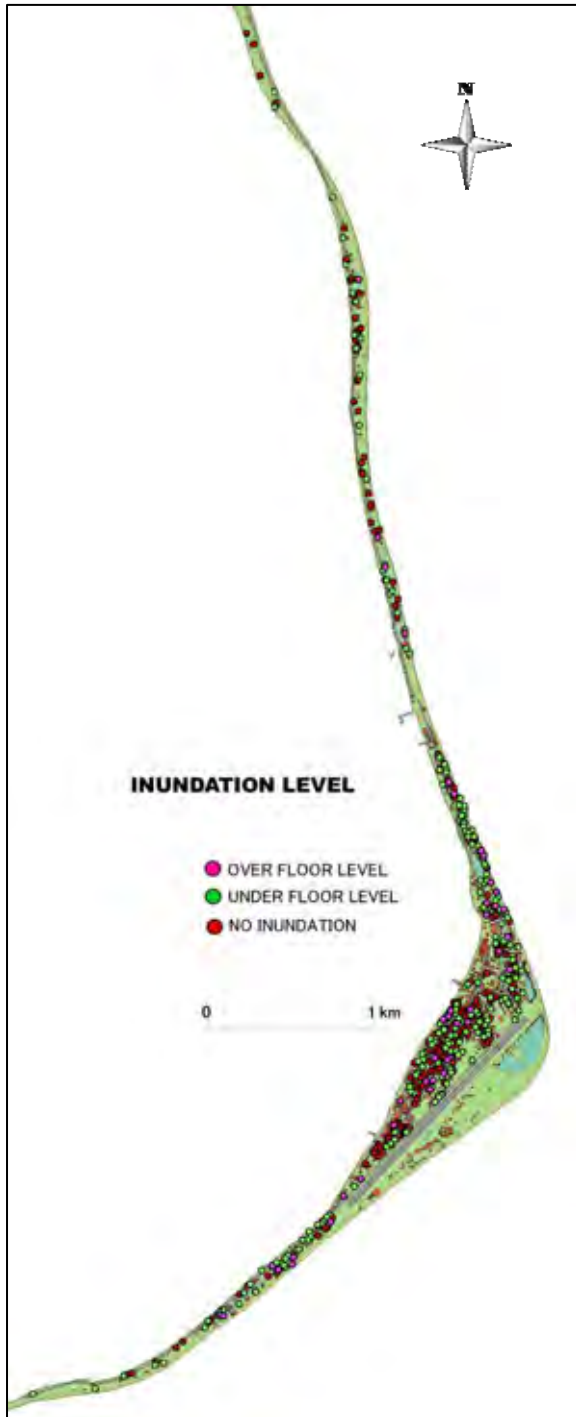 N
INUNDATION LEVEL
OVER FLOOR LEVEL
UNDER FLOOR LEVEL
NO INUNDATION
0 1 km